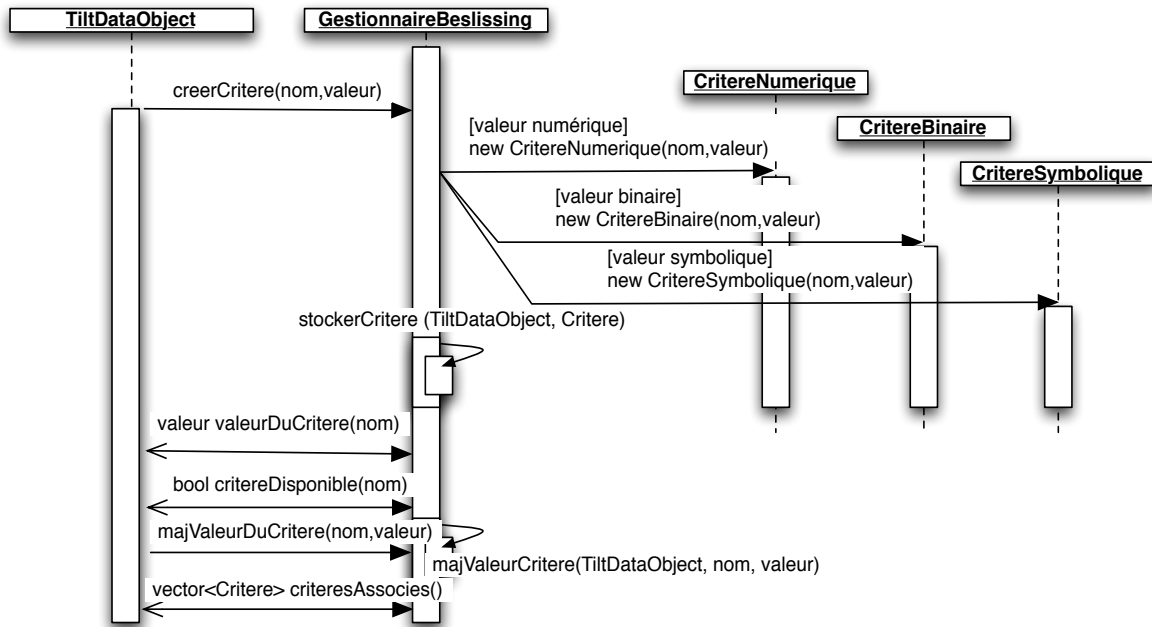 TiltDataObject
GestionnaireBeslissing
CritereNumerique
CritereBinaire
CritereSymbolique
creerCritere(nom,valeur)
[valeur numérique]
new CritereNumerique(nom,valeur)
[valeur binaire]
new CritereBinaire(nom,valeur)
[valeur symbolique]
new CritereSymbolique(nom,valeur)
stockerCritere (TiltDataObject, Critere)
valeur valeurDuCritere(nom)
bool critereDisponible(nom)
majValeurDuCritere(nom,valeur)
majValeurCritere(TiltDataObject, nom, valeur)
vector<Critere> criteresAssocies()